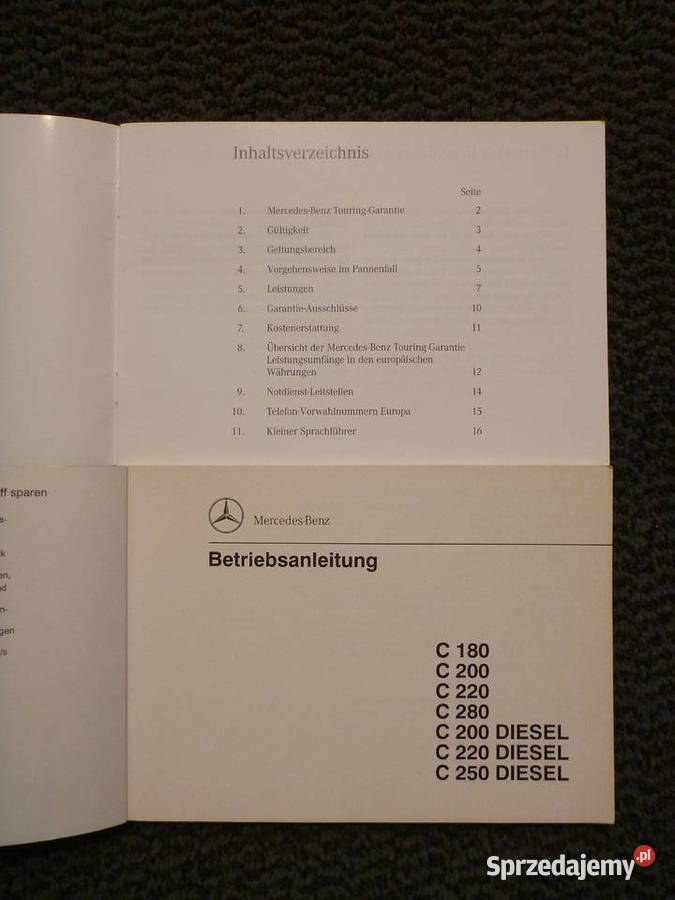 Inhaltsverzeichnis
Seite
1. Mercedes-Benz Touring-Garantie 2
2. Gültigkeit 3
3. Geltungsbereich 4
4. Vorgehensweise im Pannenfall 5
5. Leistungen 7
6. Garantie-Ausschlüsse 10
7. Kostenerstattung 11
8. Übersicht der Mercedes-Benz Touring-Garantie
Leistungsumfänge in den europäischen
Währungen 12
9. Notdienst-Leitstellen 14
10. Telefon-Vorwahlnummern Europa 15
11. Kleiner Sprachführer 16
ff sparen
s-
k
en,
nd
n-
gen
/s
Mercedes-Benz
Betriebsanleitung
C 180
C 200
C 220
C 280
C 200 DIESEL
C 220 DIESEL
C 250 DIESEL
Sprzedajemy.pl